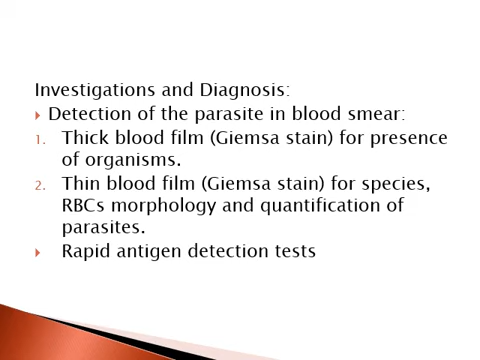 Investigations and Diagnosis:
Detection of the parasite in blood smear:
1. Thick blood film (Giemsa stain) for presence
of organisms.
2. Thin blood film (Giemsa stain) for species,
RBCs morphology and quantification of
parasites.
Rapid antigen detection tests